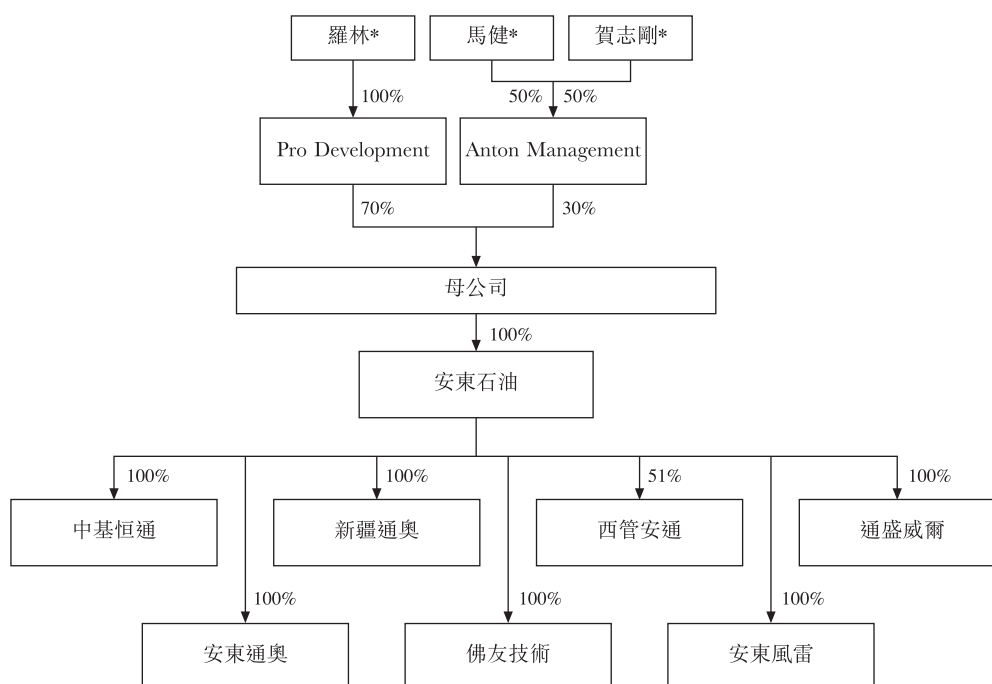 羅林*
馬健*
賀志剛*
100%
50%
50%
Pro Development
Anton Management
70%
30%
母公司
100%
安東石油
100%
100%
51%
100%
中基恒通
新疆通奧
西管安通
通盛威爾
100%
100%
100%
安東通奧
佛友技術
安東風雷